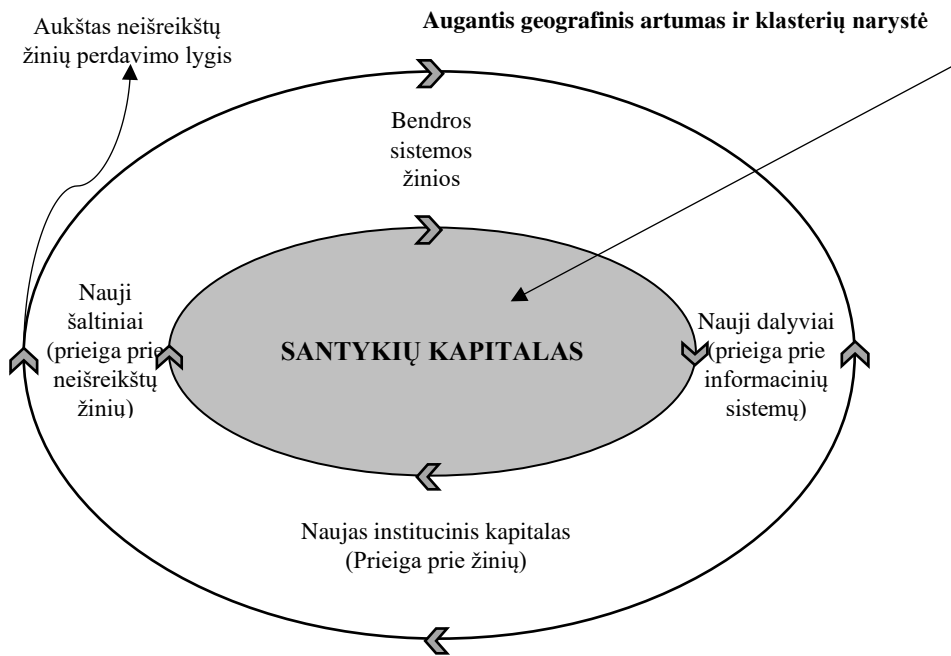 Aukštas neišreikštų
žinių perdavimo lygis
Augantis geografinis artumas ir klasterių narystė
Bendros
sistemos
žinios
Nauji
šaltiniai
(prieiga prie
neišreikštų
žinių)
SANTYKIŲ KAPITALAS
Nauji dalyviai
(prieiga prie
informacinių
sistemų)
Naujas institucinis kapitalas
(Prieiga prie žinių)